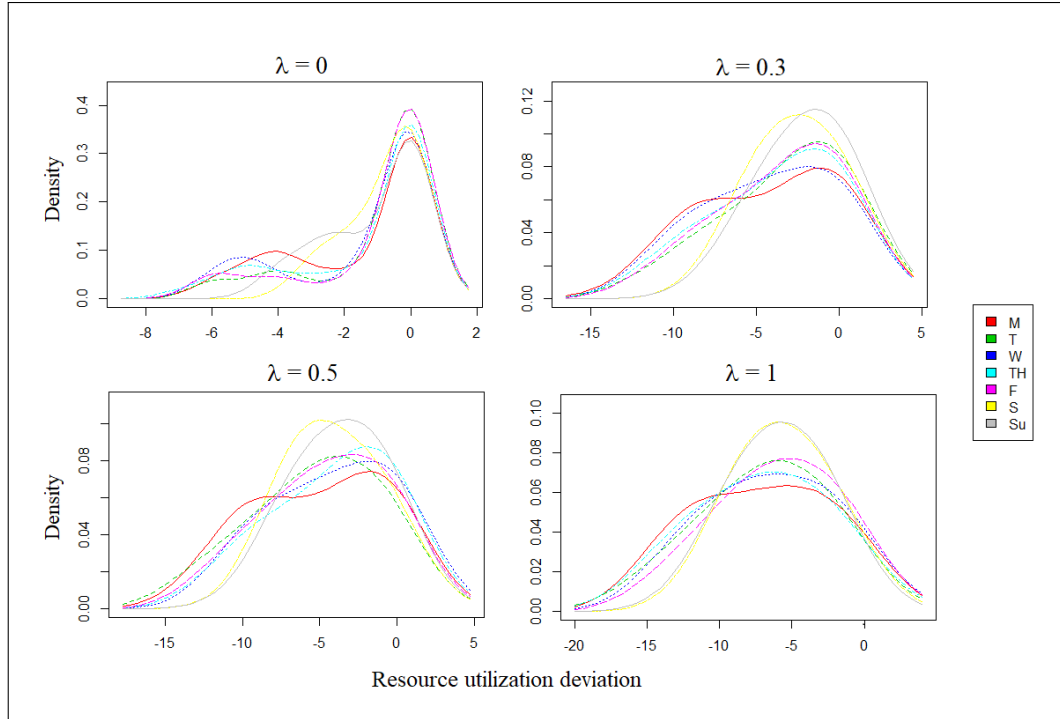 λ = 0
λ = 0.3
Density
0.0 0.1 0.2 0.3 0.4
-8 -6 -4 -2 0 2
0.00 0.04 0.08 0.12
-15 -10 -5 0 5
M
T
W
TH
F
S
Su
λ = 0.5
λ = 1
Density
0.00 0.04 0.08
-15 -10 -5 0 5
0.00 0.02 0.04 0.06 0.08 0.10
-20 -15 -10 -5 0
Resource utilization deviation